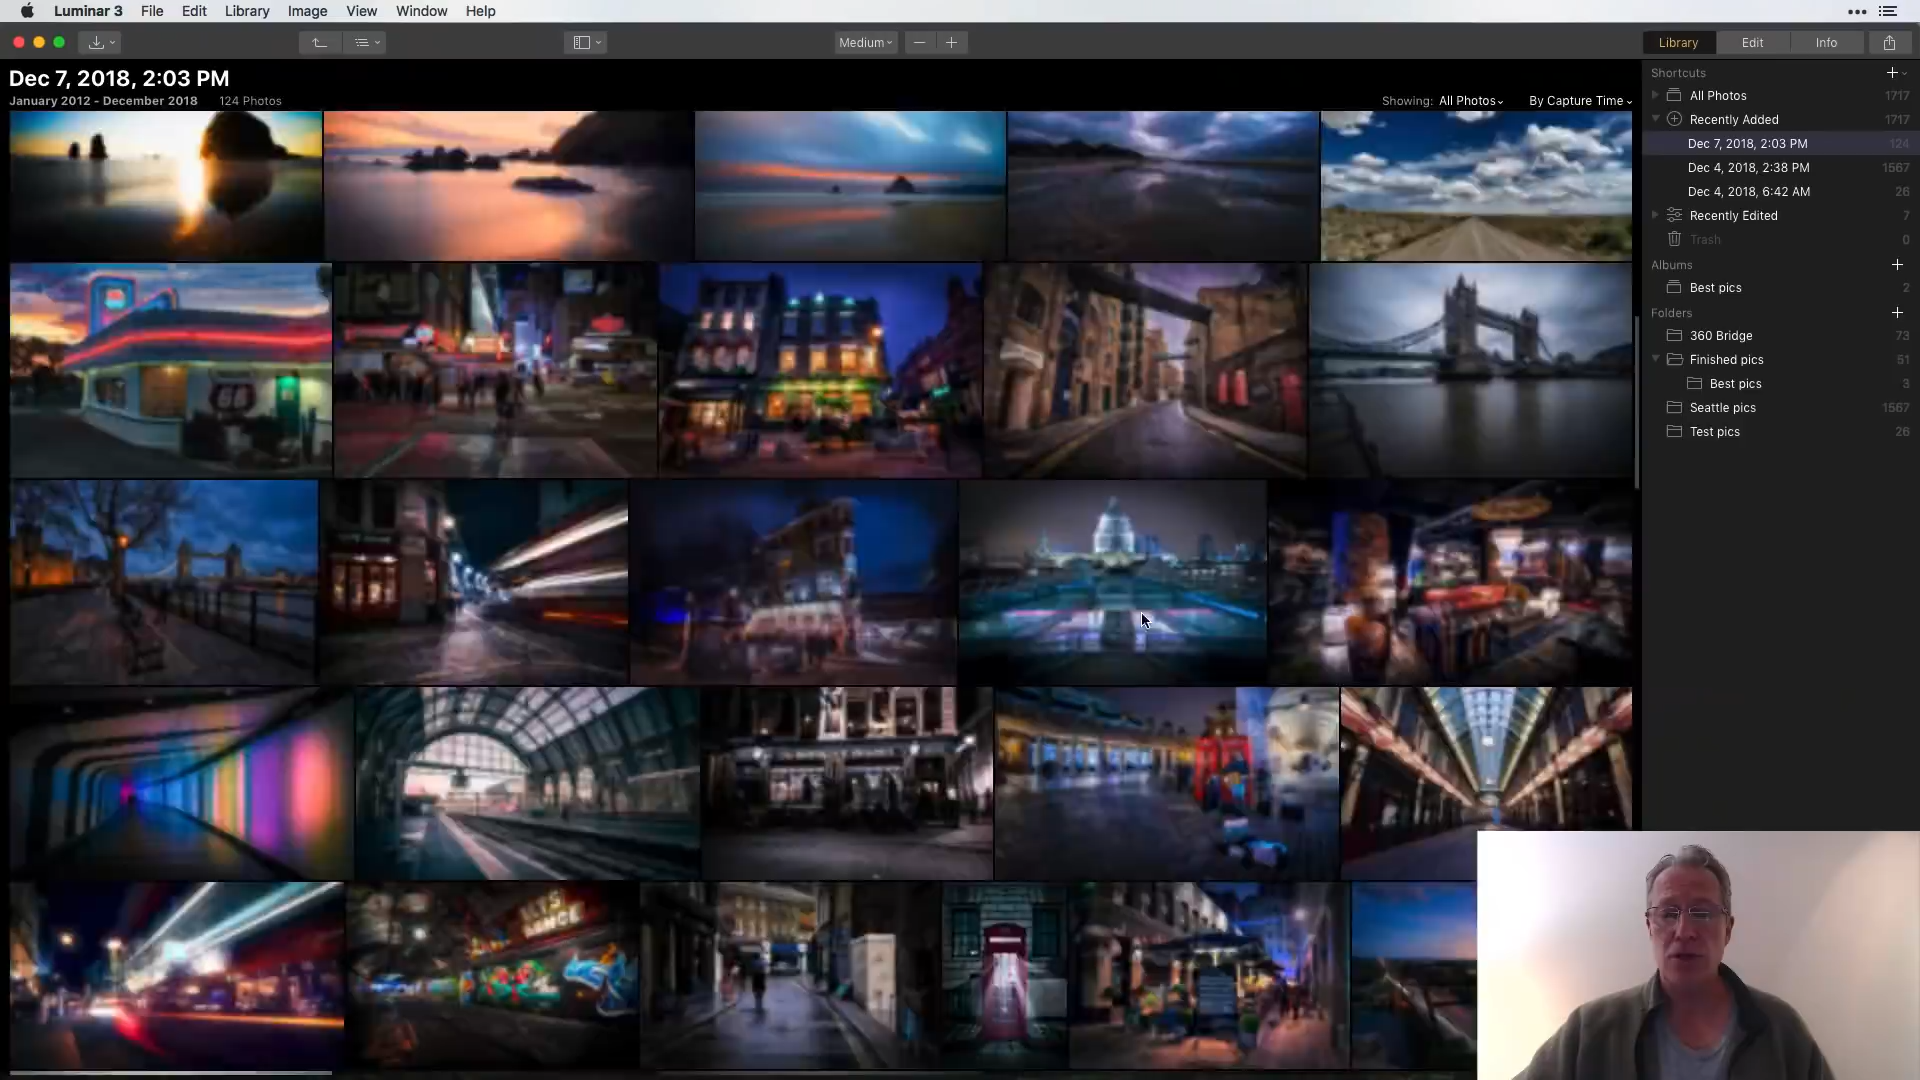 Luminar 3 File Edit Library Image View Window Help
Medium
Library Edit Info
Dec 7, 2018, 2:03 PM
January 2012 - December 2018 124 Photos
Showing: All Photos By Capture Time
Shortcuts
All Photos 1717
Recently Added 1717
Dec 7, 2018, 2:03 PM 124
Dec 4, 2018, 2:38 PM 1567
Dec 4, 2018, 6:42 AM 26
Recently Edited 7
Trash 0
Albums
Best pics 2
Folders
360 Bridge 73
Finished pics 51
Best pics 3
Seattle pics 1567
Test pics 26
66